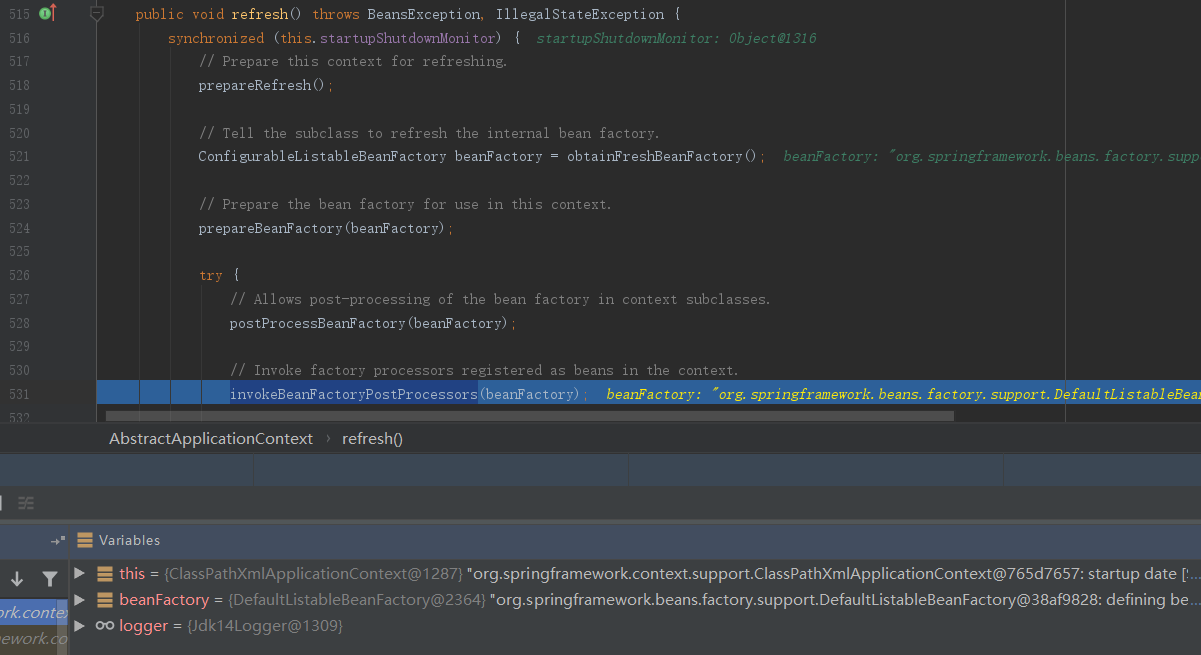 515 public void refresh() throws BeansException, IllegalStateException {
516 synchronized (this.startupShutdownMonitor) { startupShutdownMonitor: Object@1316
517 // Prepare this context for refreshing.
518 prepareRefresh();
519
520 // Tell the subclass to refresh the internal bean factory.
521 ConfigurableListableBeanFactory beanFactory = obtainFreshBeanFactory(); beanFactory: "org.springframework.beans.factory.supp
522
523 // Prepare the bean factory for use in this context.
524 prepareBeanFactory(beanFactory);
525
526 try {
527 // Allows post-processing of the bean factory in context subclasses.
528 postProcessBeanFactory(beanFactory);
529
530 // Invoke factory processors registered as beans in the context.
531 invokeBeanFactoryPostProcessors(beanFactory); beanFactory: "org.springframework.beans.factory.support.DefaultListableBean
532
AbstractApplicationContext › refresh()
Variables
this = {ClassPathXmlApplicationContext@1287} "org.springframework.context.support.ClassPathXmlApplicationContext@765d7657: startup date [S...
beanFactory = {DefaultListableBeanFactory@2364} "org.springframework.beans.factory.support.DefaultListableBeanFactory@38af9828: defining be...
ork.contex
logger = {Jdk14Logger@1309}
ework.co